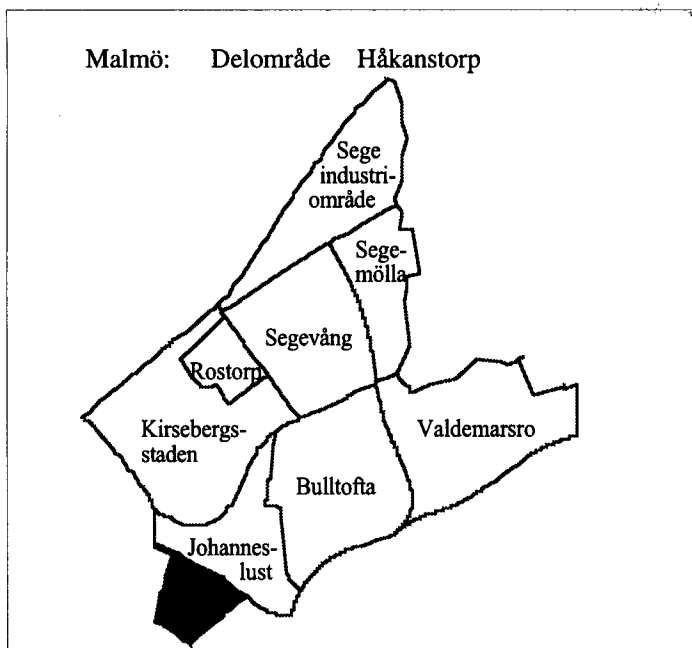 Malmö: Delområde Håkanstorp
Sege
industri-
område
Sege-
mölla
Segevång
Rostorp
Kirsebergs-
staden
Valdemarsro
Bulltofta
Johannes-
lust